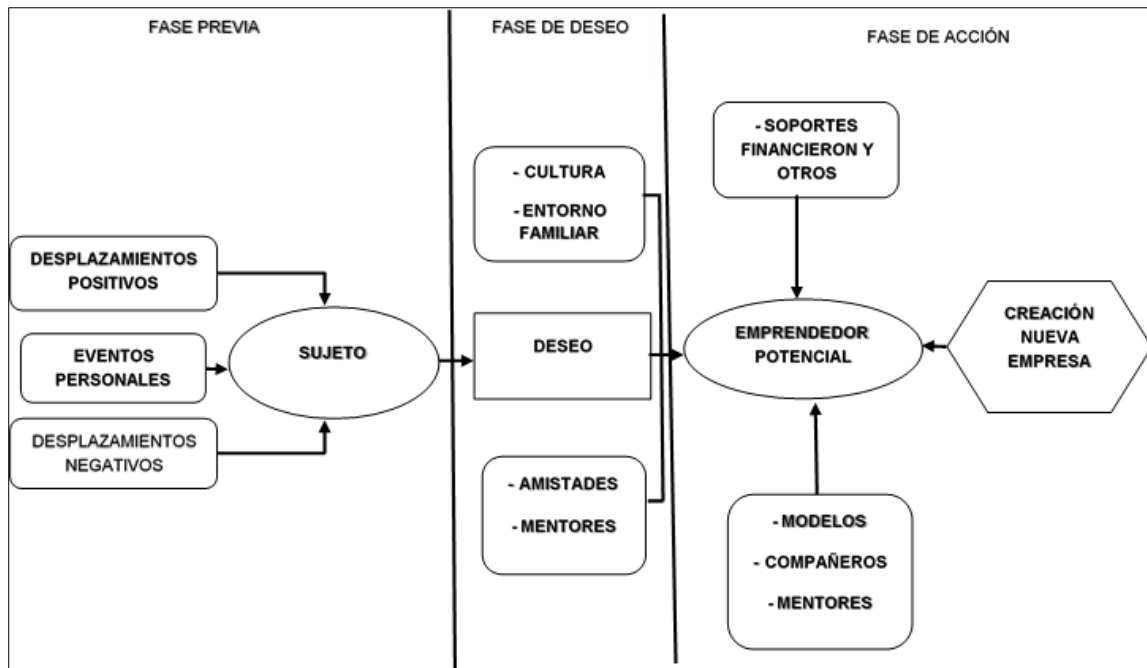 FASE PREVIA
FASE DE DESEO
FASE DE ACCIÓN
DESPLAZAMIENTOS
POSITIVOS
EVENTOS
PERSONALES
DESPLAZAMIENTOS
NEGATIVOS
SUJETO
- CULTURA
- ENTORNO
FAMILIAR
DESEO
- AMISTADES
- MENTORES
- SOPORTES
FINANCIERON Y
OTROS
EMPRENDEDOR
POTENCIAL
- MODELOS
- COMPAÑEROS
- MENTORES
CREACIÓN
NUEVA
EMPRESA